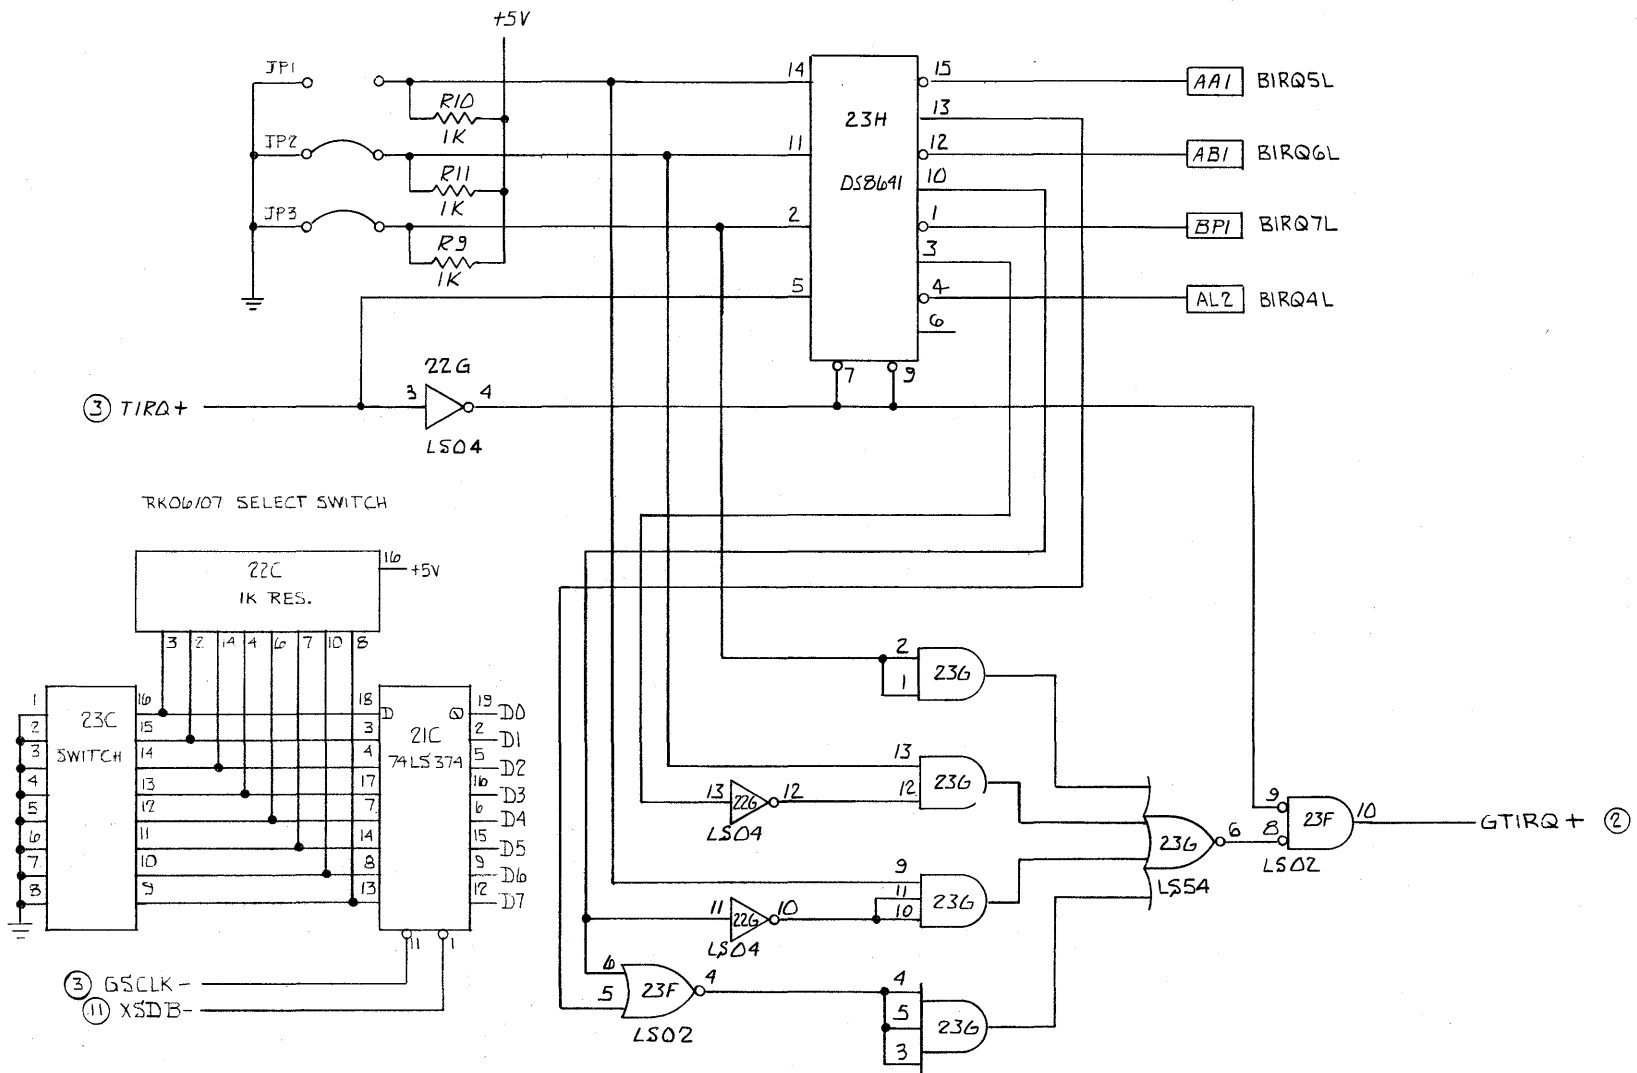 +5V
JP1
R10
1K
14
15
AA1 BIRQ5L
23H
13
JP2
R11
1K
11
12
AB1 BIRQ6L
DS8641
10
JP3
R9
1K
2
1
BP1 BIRQ7L
3
5
4
AL2 BIRQ4L
6
7
9
22G
3
4
LS04
3 TIRQ+
RK06/07 SELECT SWITCH
22C
1K RES.
16
+5V
3 2 14 4 6 7 10 8
1 16 18 D Q 19 D0
2 15 3 2 D1
3 14 4 5 D2
4 13 17 16 D3
5 12 7 6 D4
6 11 14 15 D5
7 10 8 9 D6
8 9 13 12 D7
23C
SWITCH
21C
74LS374
11 1
3 GSCLK-
11 XSDB-
2
1
23G
13
12
23G
13 22G 12
LS04
9
11
10
23G
11 22G 10
LS04
6
5
23F
4
LS02
4
5
3
23G
23G
6
LS54
9
8
23F
10
LS02
GTIRQ+ 2